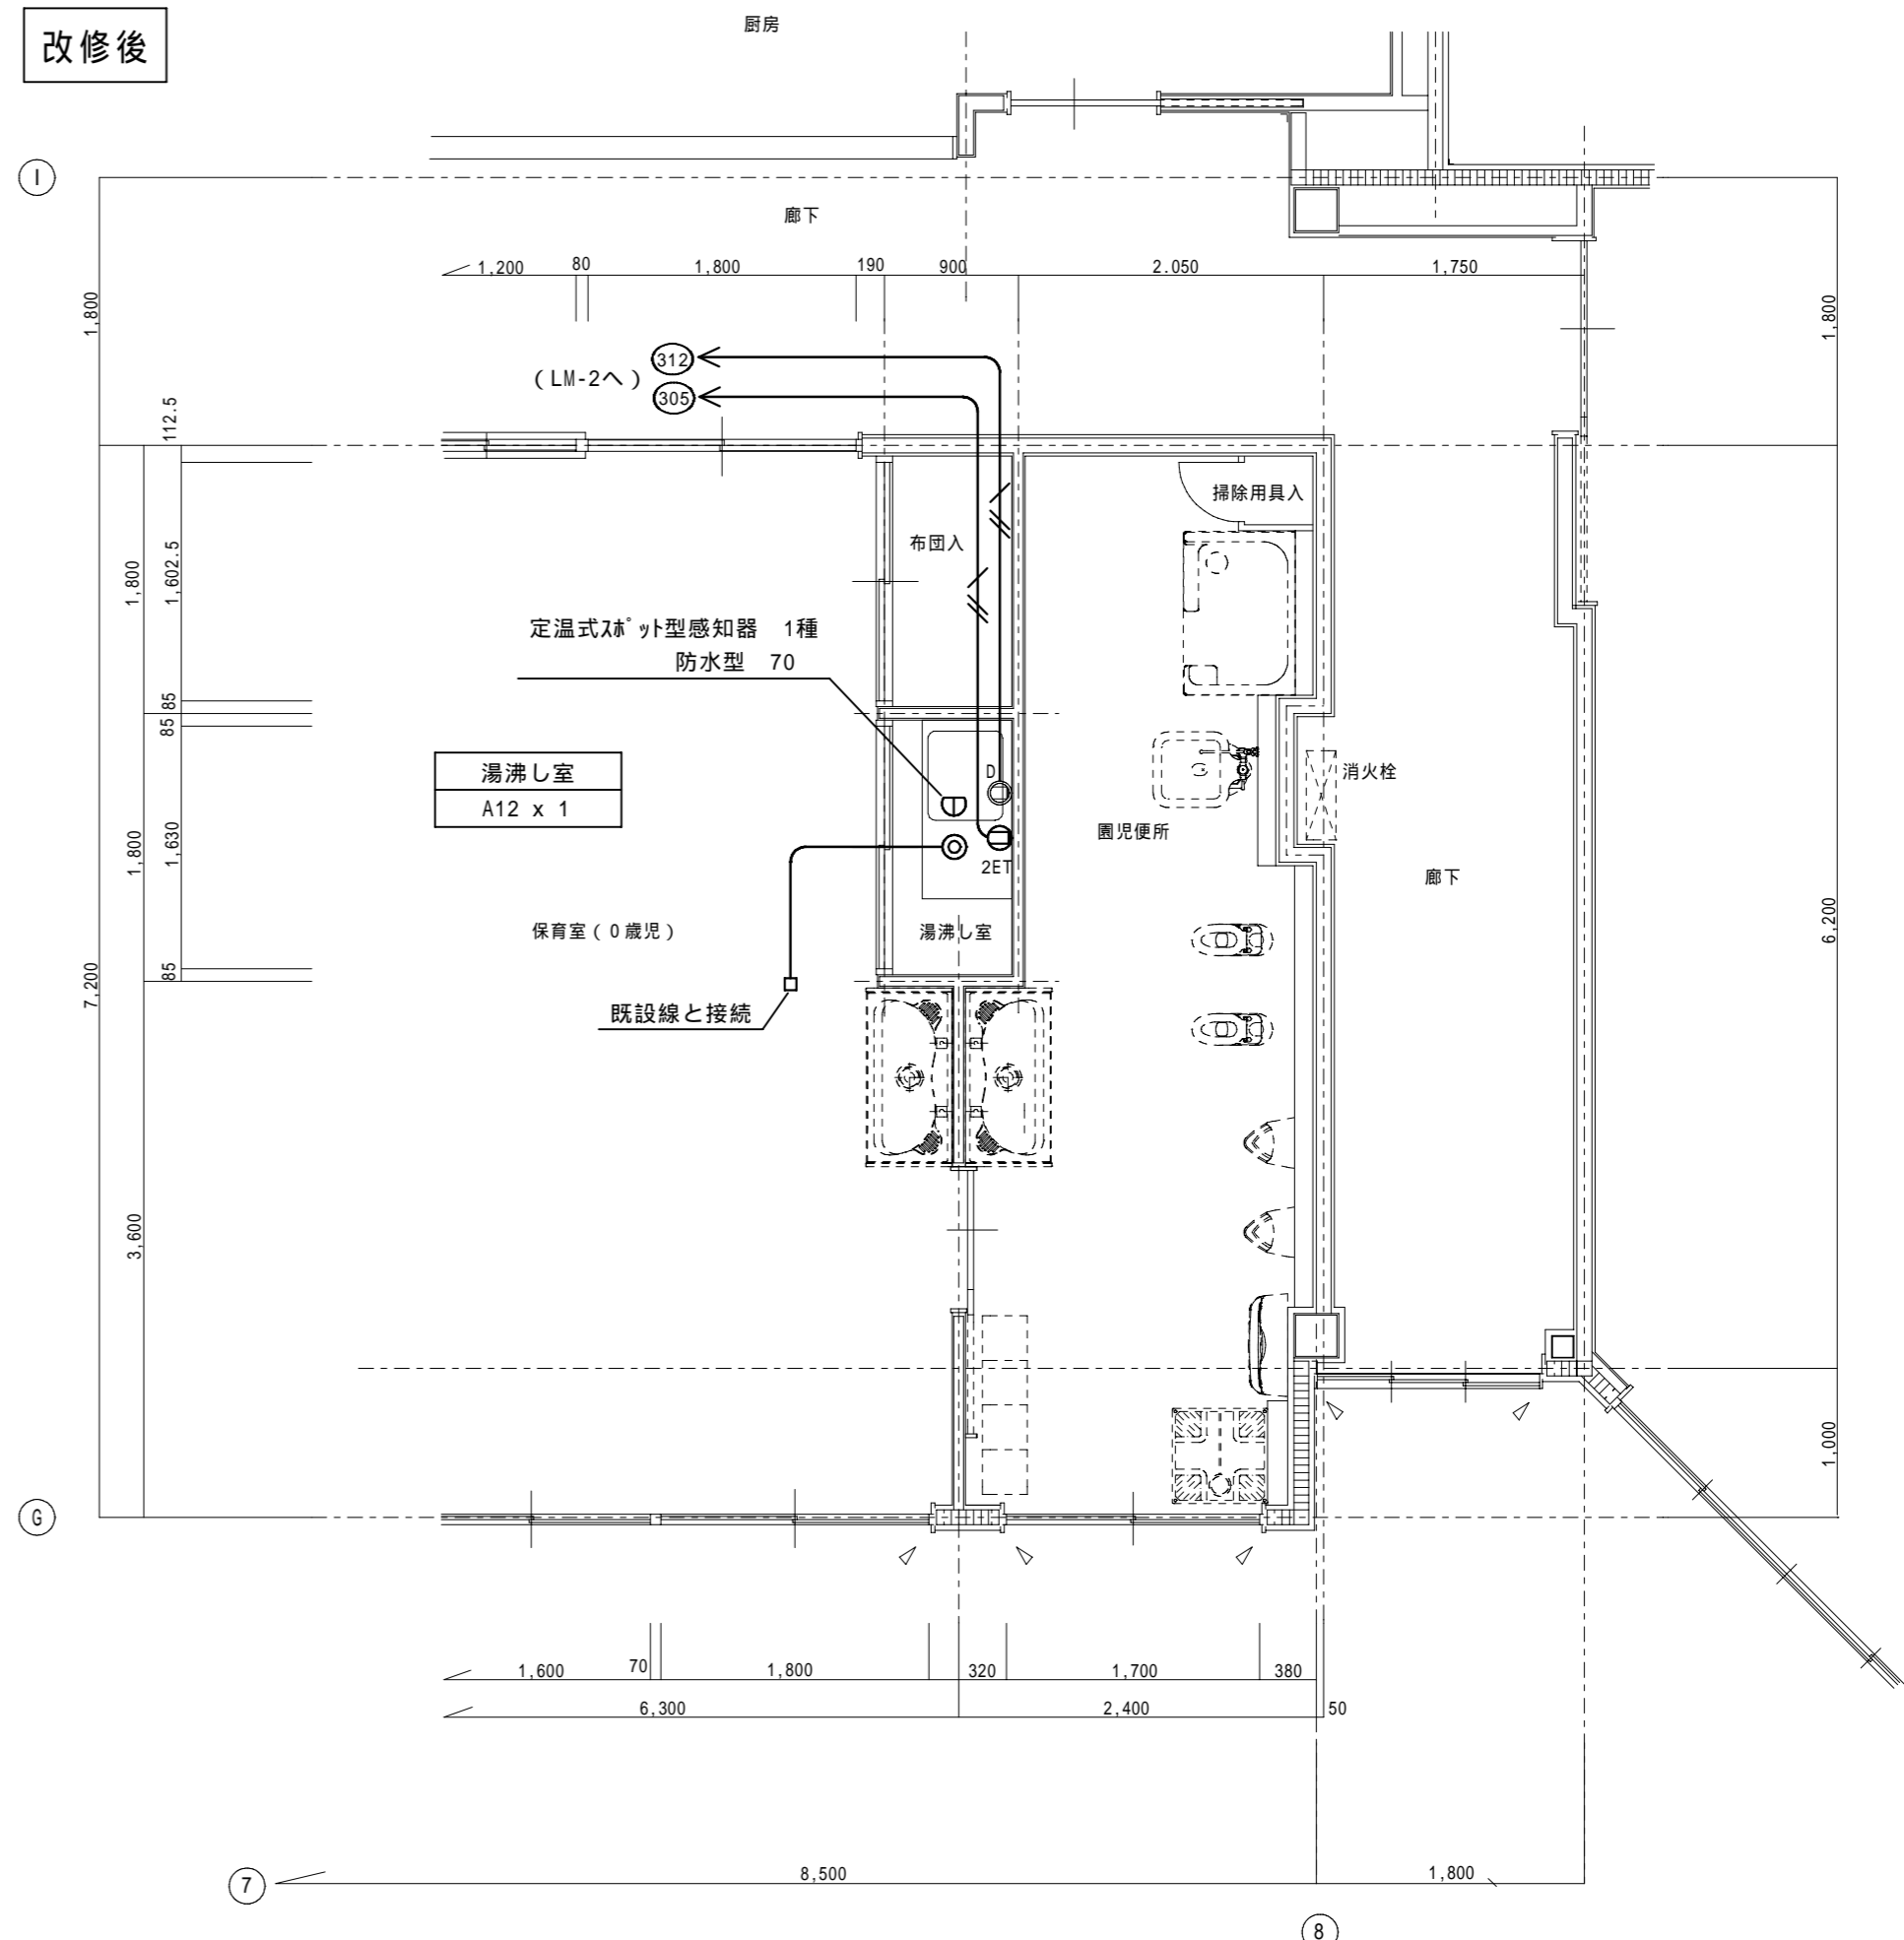 改修後
厨房
I
廊下
1,200
80
1,800
190
900
2.050
1,750
1,800
1,800
312
(LM-2へ)
305
112.5
掃除用具入
布団入
1,800
1,602.5
定温式ｽﾎﾟｯﾄ型感知器 1種
防水型 70
85
85
湯沸し室
A12 x 1
D
消火栓
園児便所
2ET
1,800
1,630
廊下
保育室(0歳児)
湯沸し室
6,200
85
7,200
既設線と接続
3,600
1,000
G
1,600
70
1,800
320
1,700
380
6,300
2,400
50
7
8,500
1,800
8